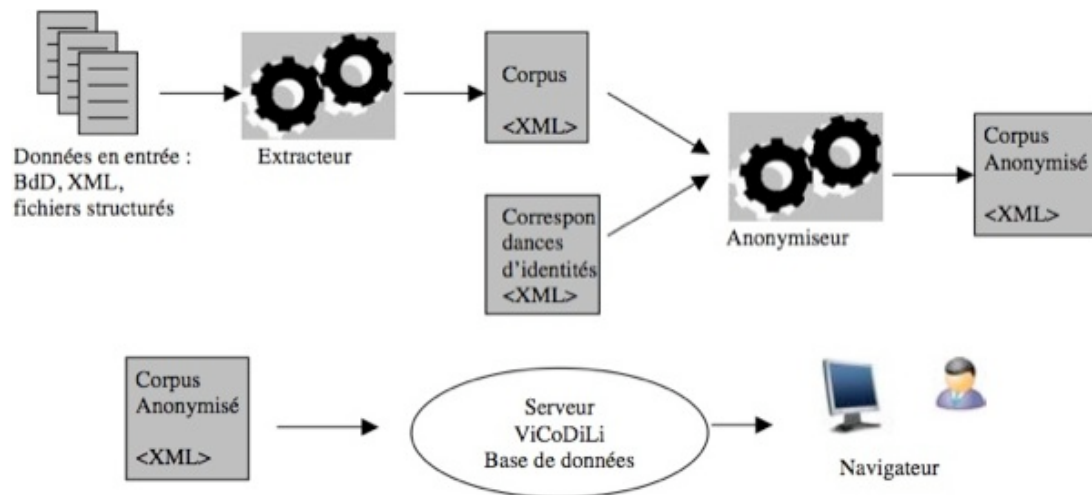 Données en entrée :
BdD, XML,
fichiers structurés
Extracteur
Corpus
<XML>
Correspon
dances
d'identités
<XML>
Anonymiseur
Corpus
Anonymisé
<XML>
Corpus
Anonymisé
<XML>
Serveur
ViCoDiLi
Base de données
Navigateur